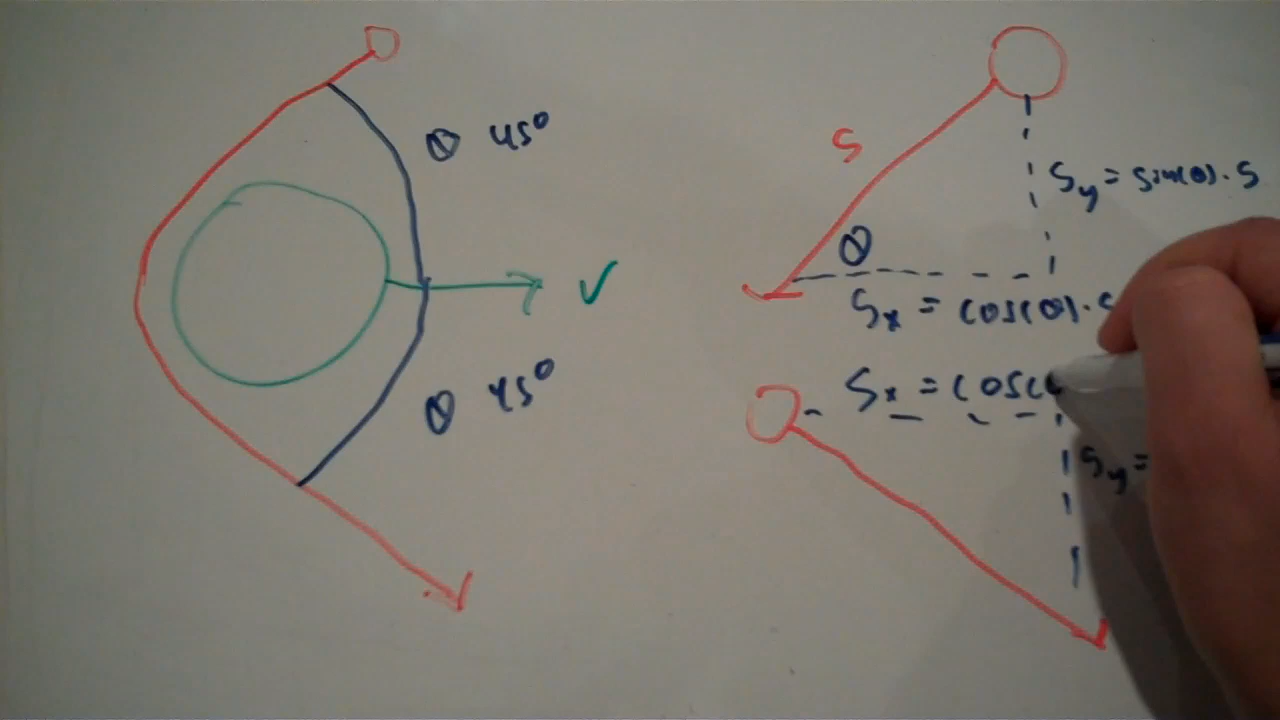 θ 45°
θ 45°
v
S
θ
Sy = sin(θ) · S
Sx = cos(θ) · S
Sx = cos(
Sy =